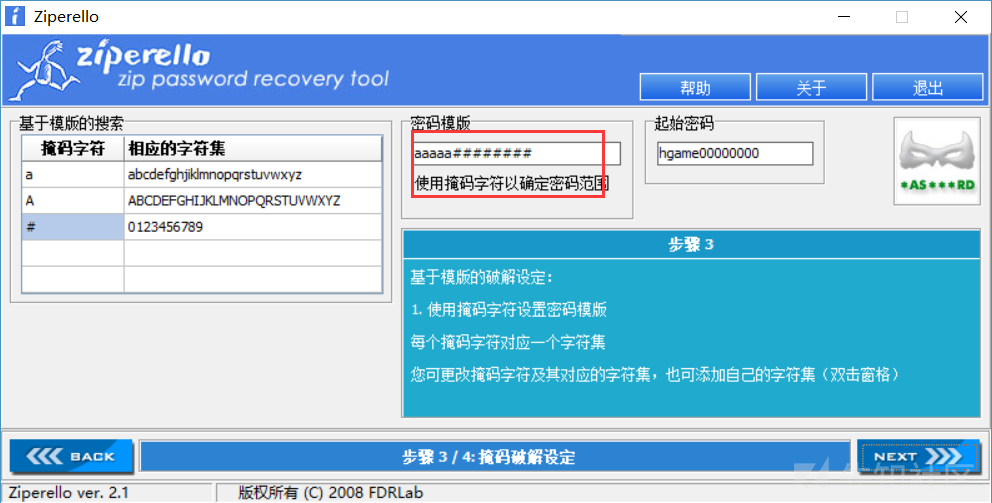 Ziperello
ziperello
zip password recovery tool
帮助
关于
退出
基于模版的搜索
掩码字符 相应的字符集
a abcdefghjiklmnopqrstuvwxyz
A ABCDEFGHIJKLMNOPQRSTUVWXYZ
# 0123456789
密码模版
aaaaa########
使用掩码字符以确定密码范围
起始密码
hgame00000000
*AS***RD
步骤 3
基于模版的破解设定:
1. 使用掩码字符设置密码模版
每个掩码字符对应一个字符集
您可更改掩码字符及其对应的字符集，也可添加自己的字符集（双击窗格）
BACK
步骤 3 / 4: 掩码破解设定
NEXT
Ziperello ver. 2.1
版权所有 (C) 2008 FDRLab